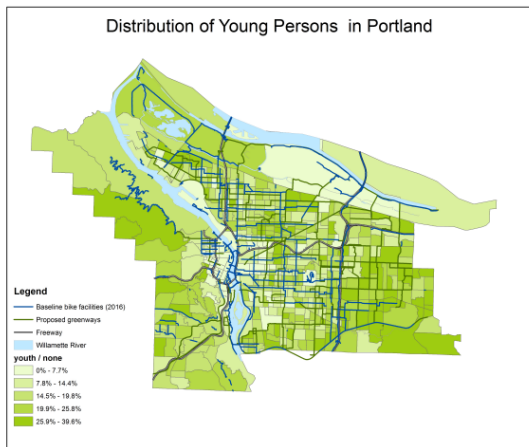 Distribution of Young Persons in Portland
Legend
Baseline bike facilities (2016)
Proposed greenways
Freeway
Willamette River
youth / none
0% - 7.7%
7.8% - 14.4%
14.5% - 19.8%
19.9% - 25.8%
25.9% - 39.6%